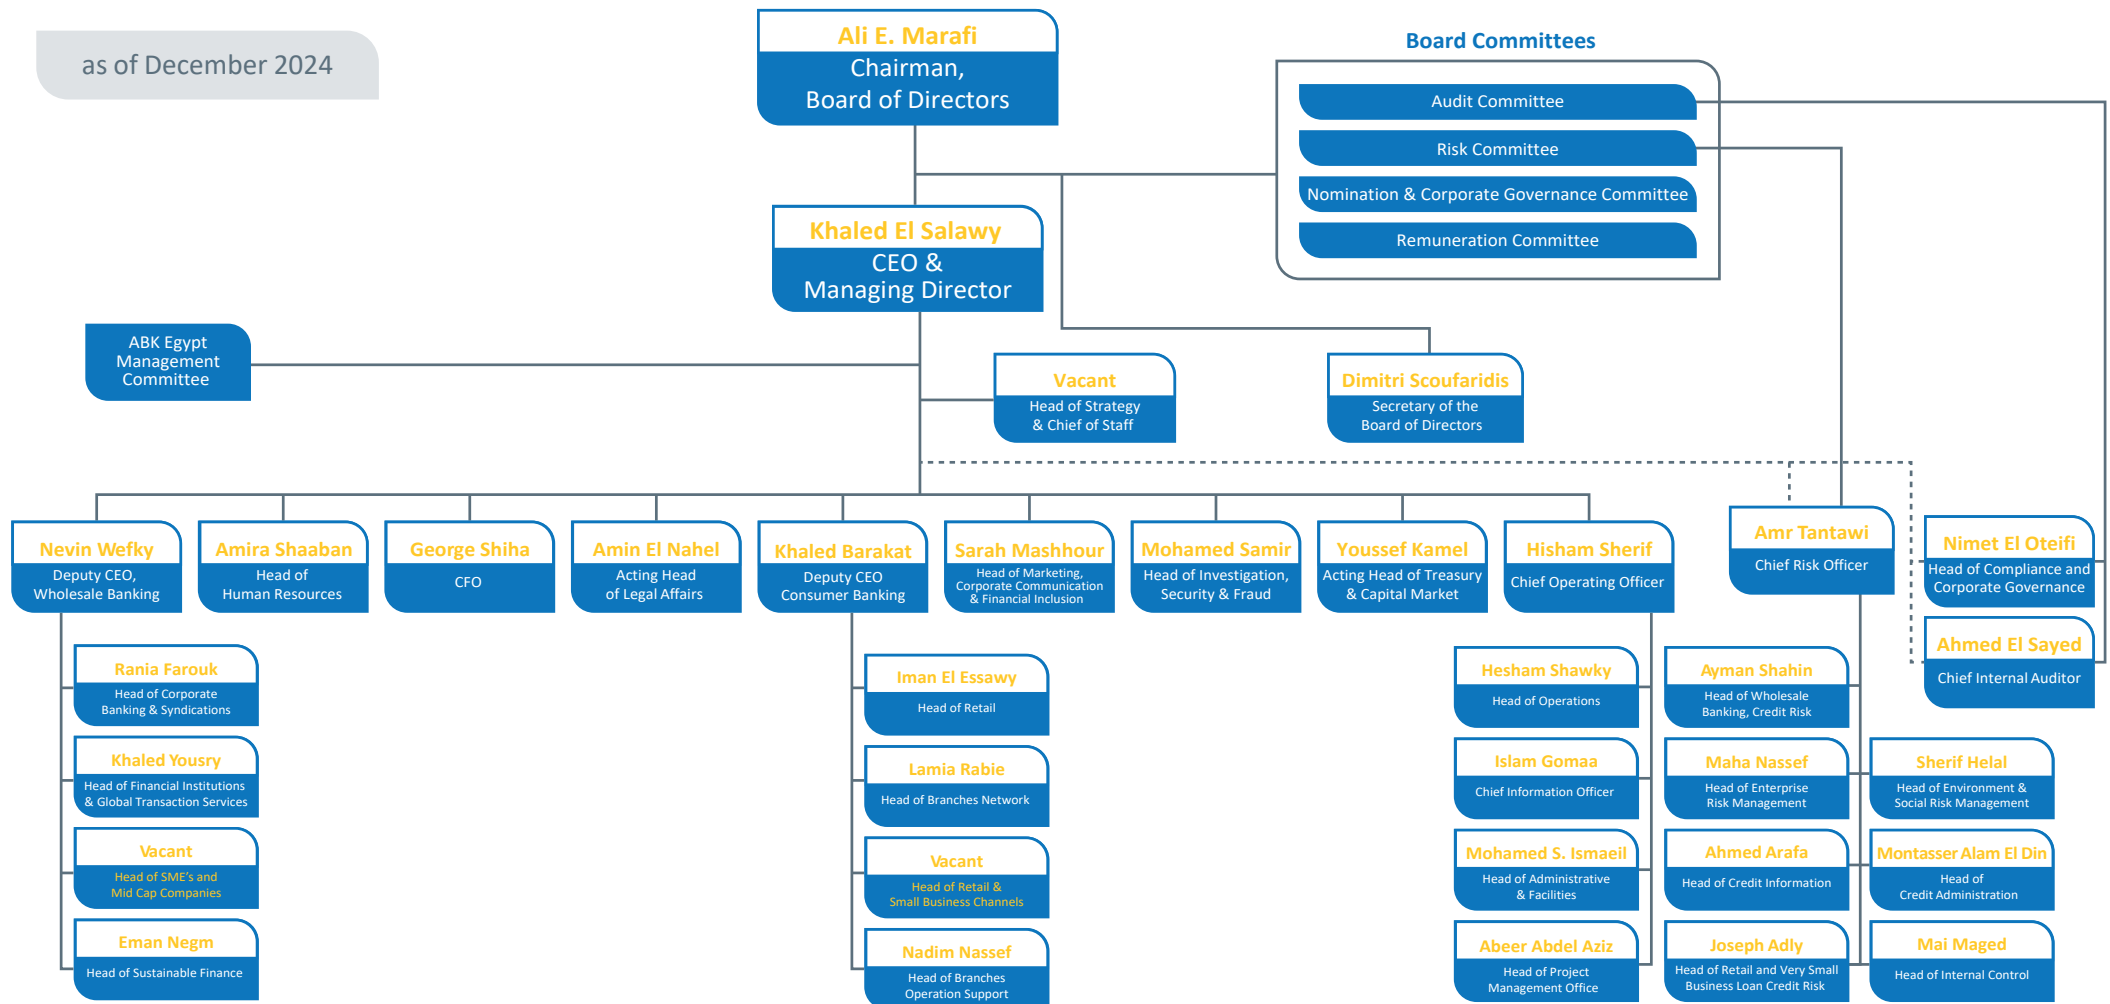 as of December 2024
Ali E. Marafi
Chairman,
Board of Directors
Board Committees
Audit Committee
Risk Committee
Nomination & Corporate Governance Committee
Remuneration Committee
Khaled El Salawy
CEO &
Managing Director
ABK Egypt
Management
Committee
Vacant
Head of Strategy
& Chief of Staff
Dimitri Scoufaridis
Secretary of the
Board of Directors
Nevin Wefky
Deputy CEO,
Wholesale Banking
Amira Shaaban
Head of
Human Resources
George Shiha
CFO
Amin El Nahel
Acting Head
of Legal Affairs
Khaled Barakat
Deputy CEO
Consumer Banking
Sarah Mashhour
Head of Marketing,
Corporate Communication
& Financial Inclusion
Mohamed Samir
Head of Investigation,
Security & Fraud
Youssef Kamel
Acting Head of Treasury
& Capital Market
Hisham Sherif
Chief Operating Officer
Amr Tantawi
Chief Risk Officer
Nimet El Oteifi
Head of Compliance and
Corporate Governance
Ahmed El Sayed
Chief Internal Auditor
Rania Farouk
Head of Corporate
Banking & Syndications
Khaled Yousry
Head of Financial Institutions
& Global Transaction Services
Vacant
Head of SME's and
Mid Cap Companies
Eman Negm
Head of Sustainable Finance
Iman El Essawy
Head of Retail
Lamia Rabie
Head of Branches Network
Vacant
Head of Retail &
Small Business Channels
Nadim Nassef
Head of Branches
Operation Support
Hesham Shawky
Head of Operations
Islam Gomaa
Chief Information Officer
Mohamed S. Ismaeil
Head of Administrative
& Facilities
Abeer Abdel Aziz
Head of Project
Management Office
Ayman Shahin
Head of Wholesale
Banking, Credit Risk
Maha Nassef
Head of Enterprise
Risk Management
Ahmed Arafa
Head of Credit Information
Joseph Adly
Head of Retail and Very Small
Business Loan Credit Risk
Sherif Helal
Head of Environment &
Social Risk Management
Montasser Alam El Din
Head of
Credit Administration
Mai Maged
Head of Internal Control